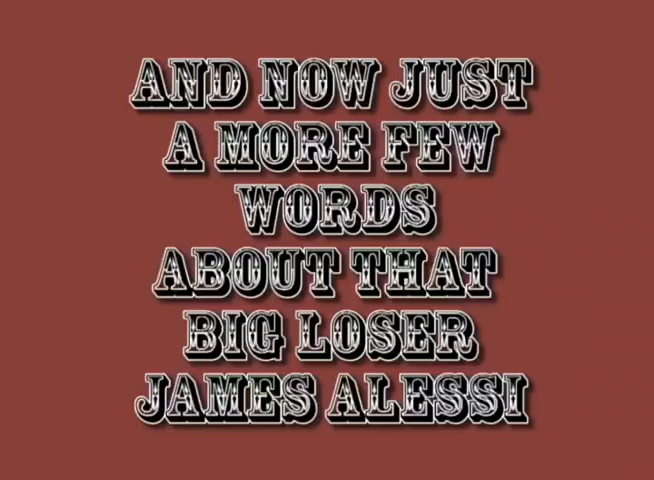 AND NOW JUST
A MORE FEW
WORDS
ABOUT THAT
BIG LOSER
JAMES ALESSI